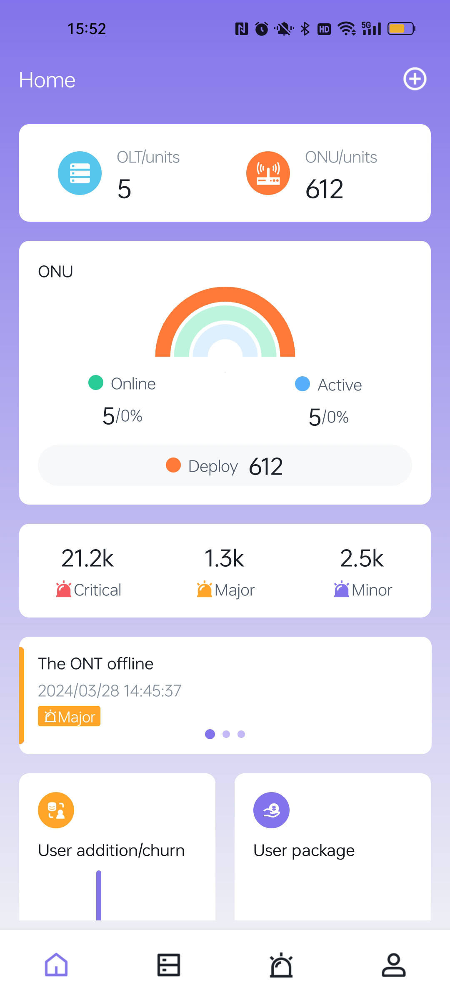 15:52
HD
5G
Home
OLT/units
5
ONU/units
612
ONU
Online
5/0%
Active
5/0%
Deploy 612
21.2k
Critical
1.3k
Major
2.5k
Minor
The ONT offline
2024/03/28 14:45:37
Major
User addition/churn
¥
User package